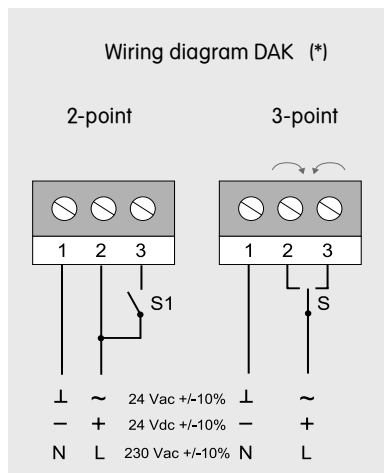 Wiring diagram DAK (*)
2-point 3-point
1 2 3 1 2 3
S1 S
⊥ ~ 24 Vac +/-10% ⊥ ~
− + 24 Vdc +/-10% − +
N L 230 Vac +/-10% N L